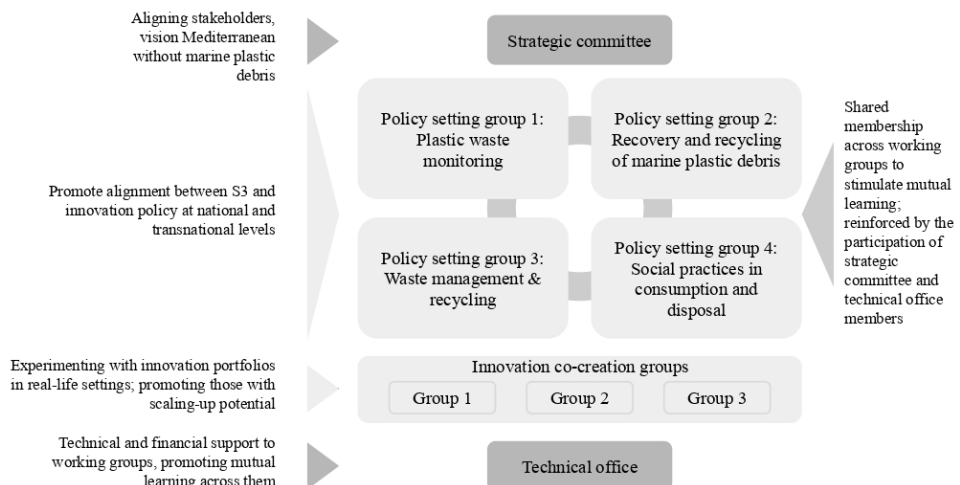 Aligning stakeholders,
vision Mediterranean
without marine plastic
debris
Strategic committee
Policy setting group 1:
Plastic waste
monitoring
Policy setting group 2:
Recovery and recycling
of marine plastic debris
Promote alignment between S3 and
innovation policy at national and
transnational levels
Policy setting group 3:
Waste management &
recycling
Policy setting group 4:
Social practices in
consumption and
disposal
Shared
membership
across working
groups to
stimulate mutual
learning;
reinforced by the
participation of
strategic
committee and
technical office
members
Experimenting with innovation portfolios
in real-life settings; promoting those with
scaling-up potential
Innovation co-creation groups
Group 1
Group 2
Group 3
Technical and financial support to
working groups, promoting mutual
learning across them
Technical office